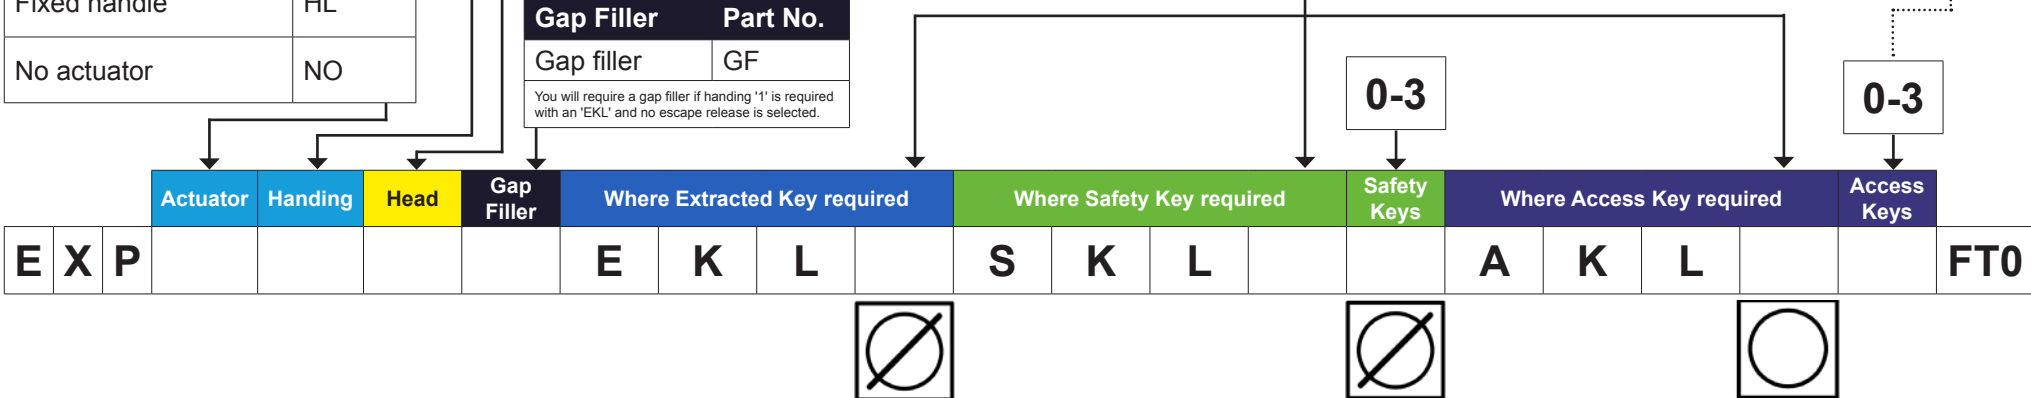 Fixed handle HL
No actuator NO
Gap Filler Part No.
Gap filler GF
You will require a gap filler if handing '1' is required
with an 'EKL' and no escape release is selected.
0-3
0-3
Actuator Handing Head Gap Filler Where Extracted Key required Where Safety Key required Safety Keys Where Access Key required Access Keys
E X P E K L S K L A K L FT0